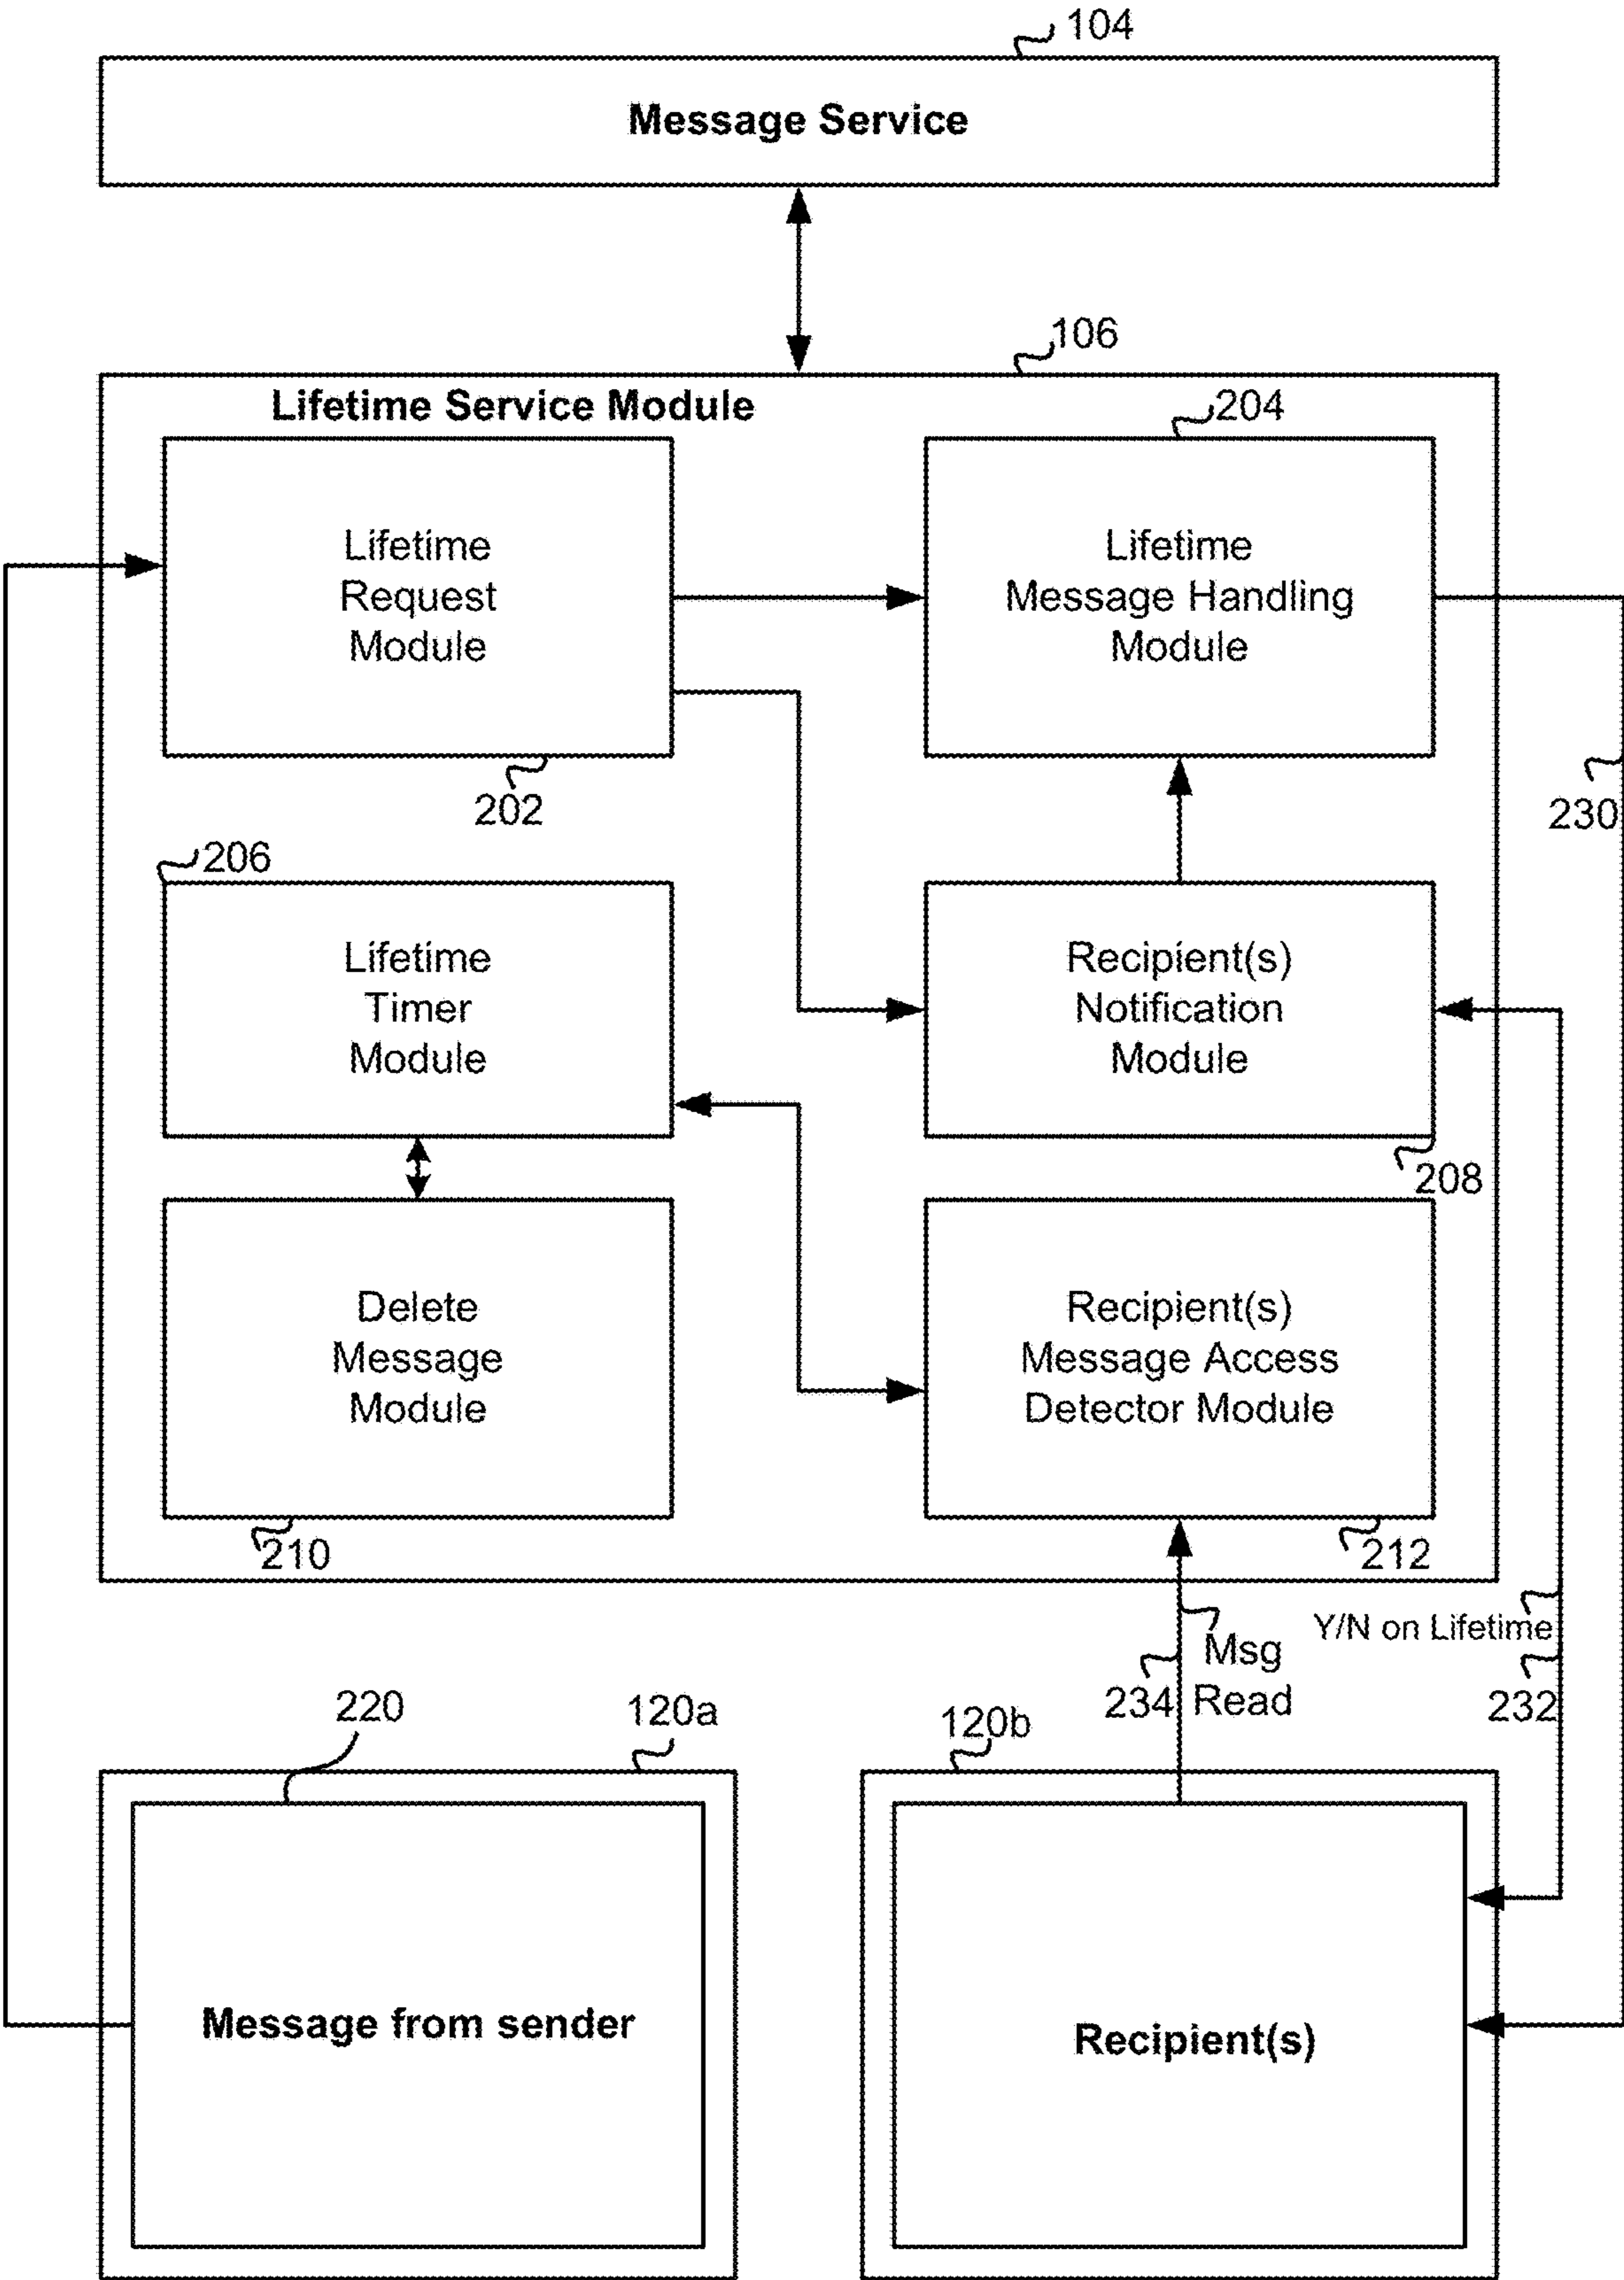 104
Message Service
106
Lifetime Service Module
204
Lifetime
Request
Module
Lifetime
Message Handling
Module
202
230
206
Lifetime
Timer
Module
Recipient(s)
Notification
Module
208
Delete
Message
Module
Recipient(s)
Message Access
Detector Module
210
212
Y/N on Lifetime
Msg
Read
234
232
220
120a
120b
Message from sender
Recipient(s)